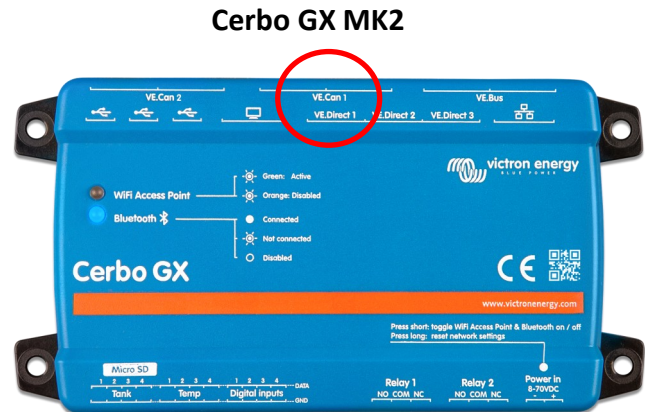 Cerbo GX MK2
VE.Can 2 VE.Can 1 VE.Bus
VE.Direct 1 VE.Direct 2 VE.Direct 3
victron energy
BLUE POWER
Green: Active
WiFi Access Point Orange: Disabled
Bluetooth Connected
Not connected
Disabled
Cerbo GX CE
www.victronenergy.com
Press short: toggle WiFi Access Point & Bluetooth on / off
Press long: reset network settings
Micro SD
1 2 3 4 1 2 3 4 1 2 3 4 DATA
Tank Temp Digital inputs GND
Relay 1 Relay 2 Power in
NO COM NC NO COM NC 8-70VDC
- +